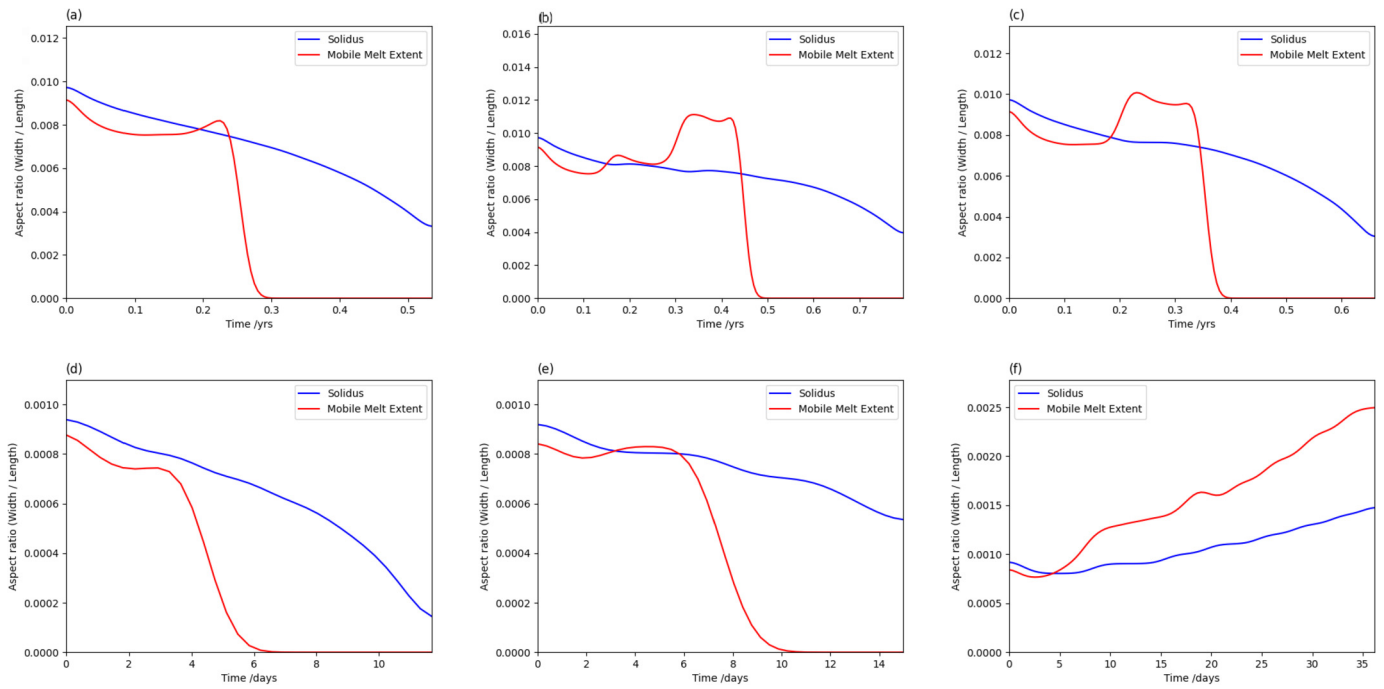 (a)
Solidus
Mobile Melt Extent
Aspect ratio (Width / Length)
0.012
0.010
0.008
0.006
0.004
0.002
0.000
0.0 0.1 0.2 0.3 0.4 0.5
Time /yrs
(b)
Solidus
Mobile Melt Extent
Aspect ratio (Width / Length)
0.016
0.014
0.012
0.010
0.008
0.006
0.004
0.002
0.000
0.0 0.1 0.2 0.3 0.4 0.5 0.6 0.7
Time /yrs
(c)
Solidus
Mobile Melt Extent
Aspect ratio (Width / Length)
0.012
0.010
0.008
0.006
0.004
0.002
0.000
0.0 0.1 0.2 0.3 0.4 0.5 0.6
Time /yrs
(d)
Solidus
Mobile Melt Extent
Aspect ratio (Width / Length)
0.0010
0.0008
0.0006
0.0004
0.0002
0.0000
0 2 4 6 8 10
Time /days
(e)
Solidus
Mobile Melt Extent
Aspect ratio (Width / Length)
0.0010
0.0008
0.0006
0.0004
0.0002
0.0000
0 2 4 6 8 10 12 14
Time /days
(f)
Solidus
Mobile Melt Extent
Aspect ratio (Width / Length)
0.0025
0.0020
0.0015
0.0010
0.0005
0.0000
0 5 10 15 20 25 30 35
Time /days